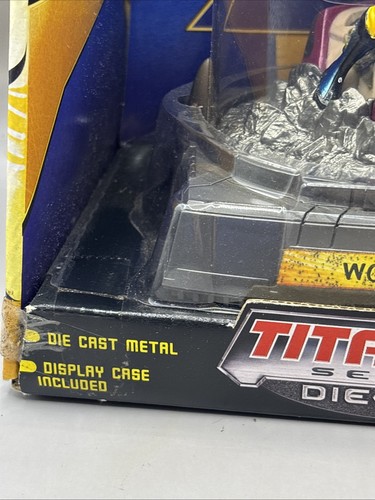 WO
DIE CAST METAL
DISPLAY CASE
INCLUDED
TITA
SE
DIE